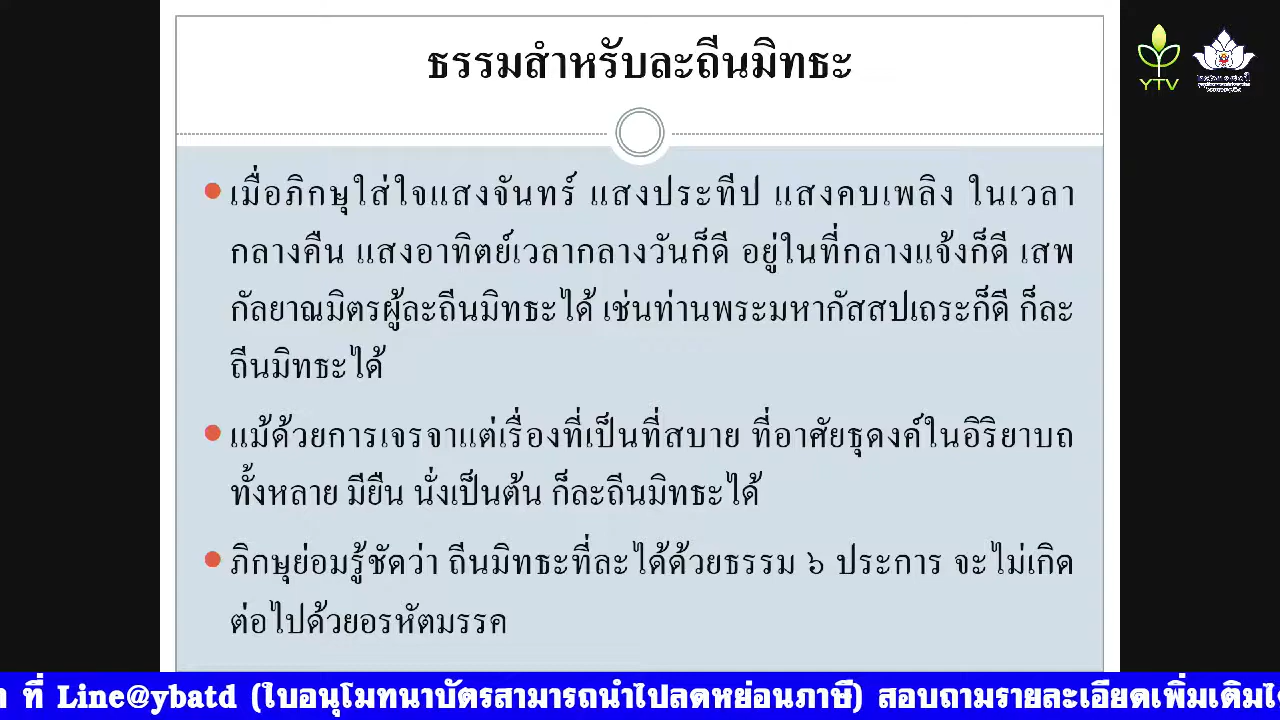 ธรรมสำหรับละถีนมิทธะ
YTV
เมื่อภิกษุใส่ใจแสงจันทร์ แสงประทีป แสงคบเพลิง ในเวลา
กลางคืน แสงอาทิตย์เวลากลางวันก็ดี อยู่ในที่กลางแจ้งก็ดี เสพ
กัลยาณมิตรผู้ละถีนมิทธะได้ เช่นท่านพระมหากัสสปเถระก็ดี ก็ละ
ถีนมิทธะได้
แม้ด้วยการเจรจาแต่เรื่องที่เป็นที่สบาย ที่อาศัยธุดงค์ในอิริยาบถ
ทั้งหลาย มียืน นั่งเป็นต้น ก็ละถีนมิทธะได้
ภิกษุย่อมรู้ชัดว่า ถีนมิทธะที่ละได้ด้วยธรรม ๖ ประการ จะไม่เกิด
ต่อไปด้วยอรหัตมรรค
ที่ Line@ybatd (ใบอนุโมทนาบัตรสามารถนำไปลดหย่อนภาษี) สอบถามรายละเอียดเพิ่มเติม